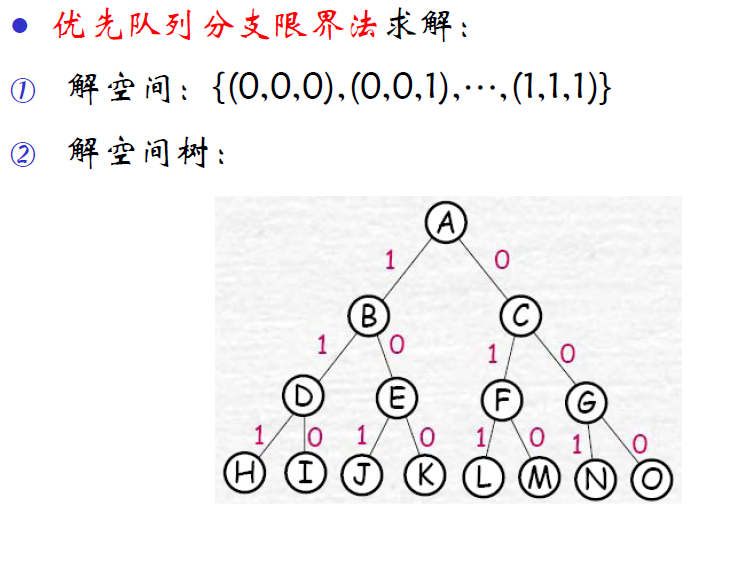 ● 优先队列分支限界法求解：
① 解空间：{(0,0,0),(0,0,1),⋯,(1,1,1)}
② 解空间树：
A
1 0
B C
1 0 1 0
D E F G
1 0 1 0 1 0 1 0
H I J K L M N O